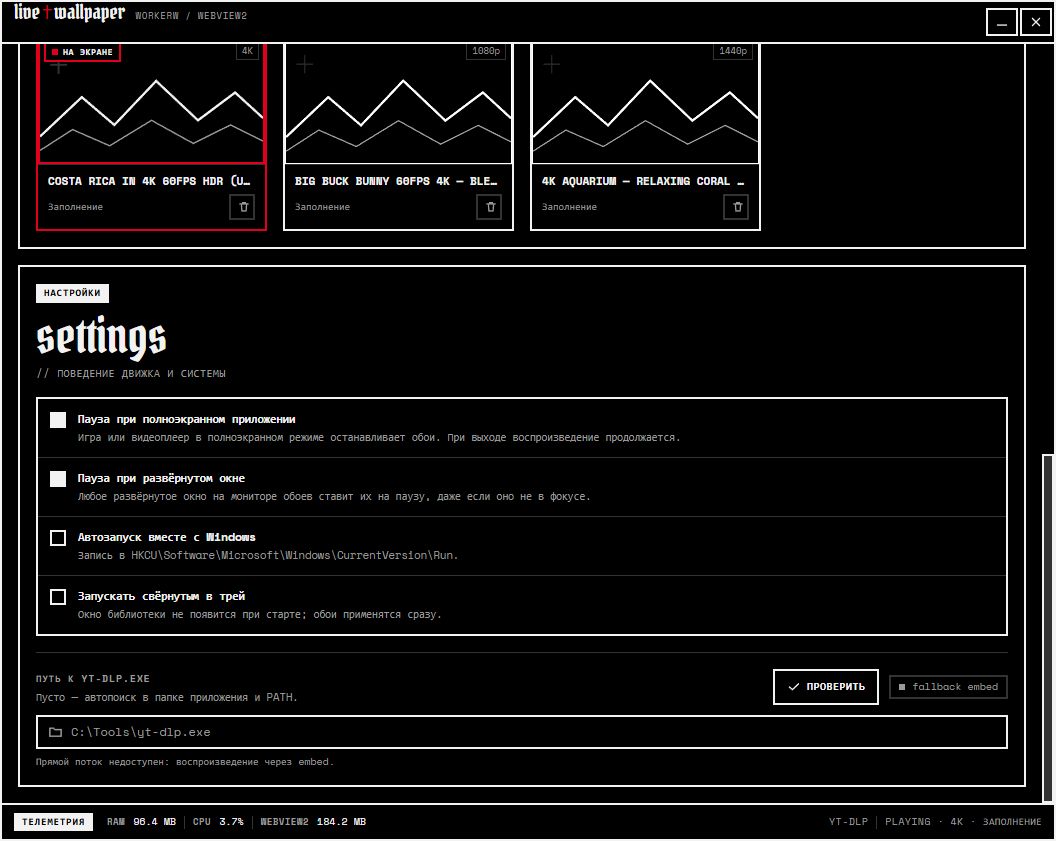 live†wallpaper WORKERW / WEBVIEW2
НА ЭКРАНЕ 4K
1080p
1440p
COSTA RICA IN 4K 60FPS HDR (U…
Заполнение
BIG BUCK BUNNY 60FPS 4K – BLE…
Заполнение
4K AQUARIUM – RELAXING CORAL …
Заполнение
НАСТРОЙКИ
settings
// ПОВЕДЕНИЕ ДВИЖКА И СИСТЕМЫ
Пауза при полноэкранном приложении
Игра или видеоплеер в полноэкранном режиме останавливает обои. При выходе воспроизведение продолжается.
Пауза при развёрнутом окне
Любое развёрнутое окно на мониторе обоев ставит их на паузу, даже если оно не в фокусе.
Автозапуск вместе с Windows
Запись в HKCU\Software\Microsoft\Windows\CurrentVersion\Run.
Запускать свёрнутым в трей
Окно библиотеки не появится при старте; обои применятся сразу.
ПУТЬ К YT-DLP.EXE
Пусто – автопоиск в папке приложения и PATH.
ПРОВЕРИТЬ
fallback embed
C:\Tools\yt-dlp.exe
Прямой поток недоступен: воспроизведение через embed.
ТЕЛЕМЕТРИЯ RAM 96.4 MB CPU 3.7% WEBVIEW2 184.2 MB
YT-DLP PLAYING · 4K · ЗАПОЛНЕНИЕ